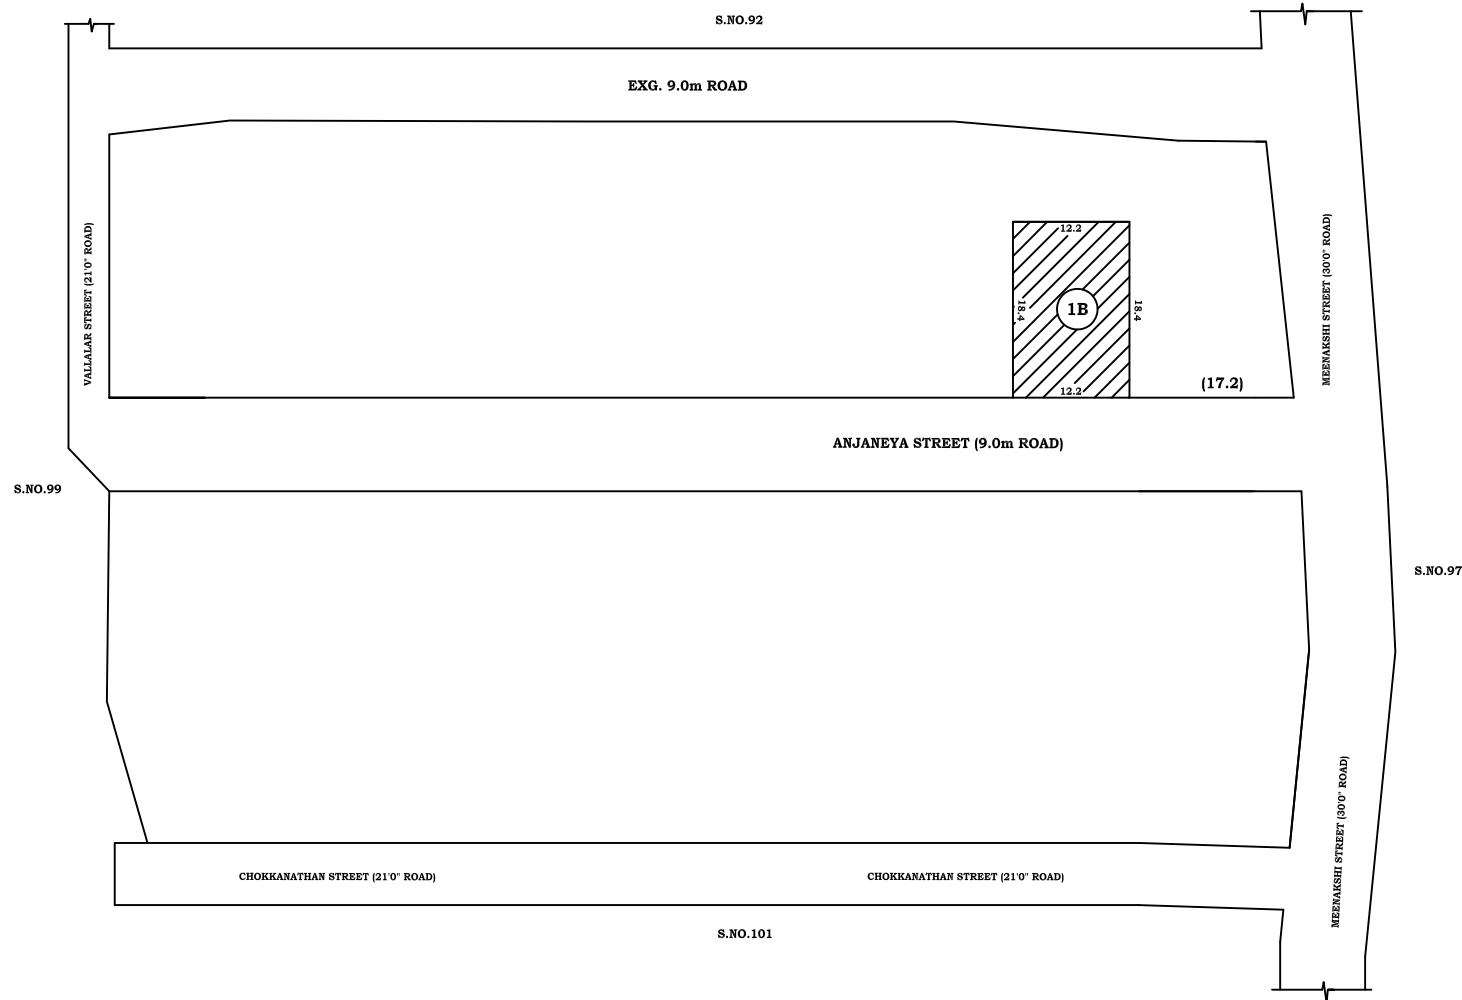 S.NO.92
EXG. 9.0m ROAD
VALLALAR STREET (21'0" ROAD)
MEENAKSHI STREET (30'0" ROAD)
12.2
18.4
1B
18.4
12.2
(17.2)
ANJANEYA STREET (9.0m ROAD)
S.NO.99
S.NO.97
MEENAKSHI STREET (30'0" ROAD)
CHOKKANATHAN STREET (21'0" ROAD)
CHOKKANATHAN STREET (21'0" ROAD)
S.NO.101